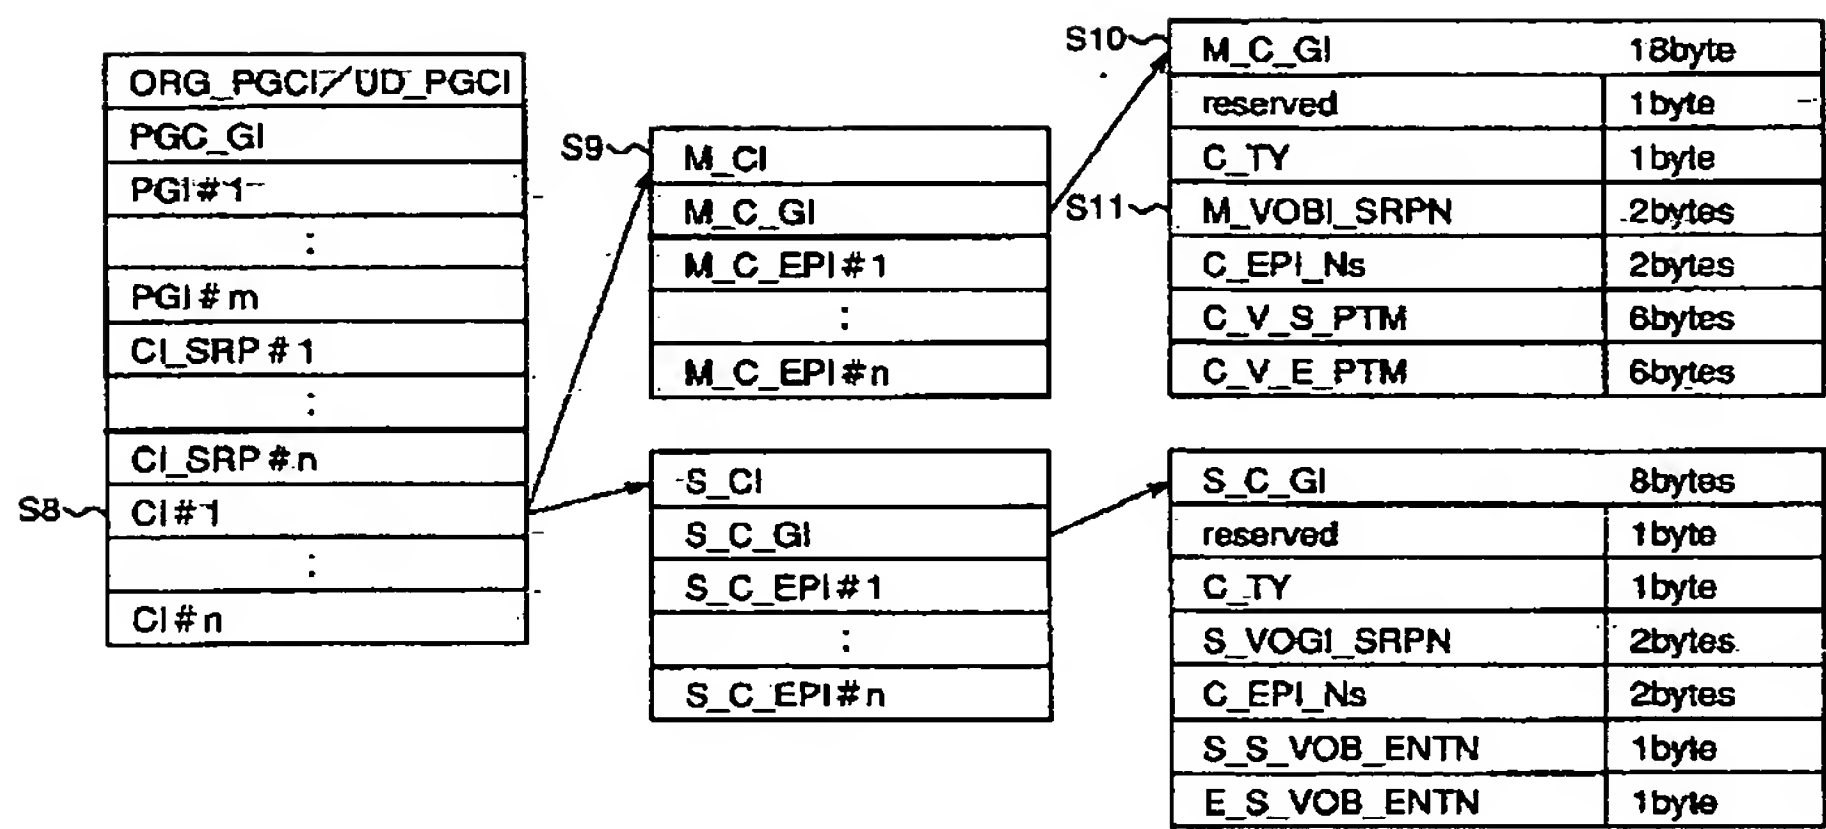 ORG_PGCI/UD_PGCI
PGC_GI
PGI#1
:
PGI#m
CI_SRP#1
:
CI_SRP#n
S8
CI#1
:
CI#n
S9
M_CI
M_C_GI
M_C_EPI#1
:
M_C_EPI#n
S_CI
S_C_GI
S_C_EPI#1
:
S_C_EPI#n
S10
M_C_GI 18byte
reserved 1byte
C_TY 1byte
S11
M_VOBI_SRPN 2bytes
C_EPI_Ns 2bytes
C_V_S_PTM 6bytes
C_V_E_PTM 6bytes
S_C_GI 8bytes
reserved 1byte
C_TY 1byte
S_VOGI_SRPN 2bytes
C_EPI_Ns 2bytes
S_S_VOB_ENTN 1byte
E_S_VOB_ENTN 1byte